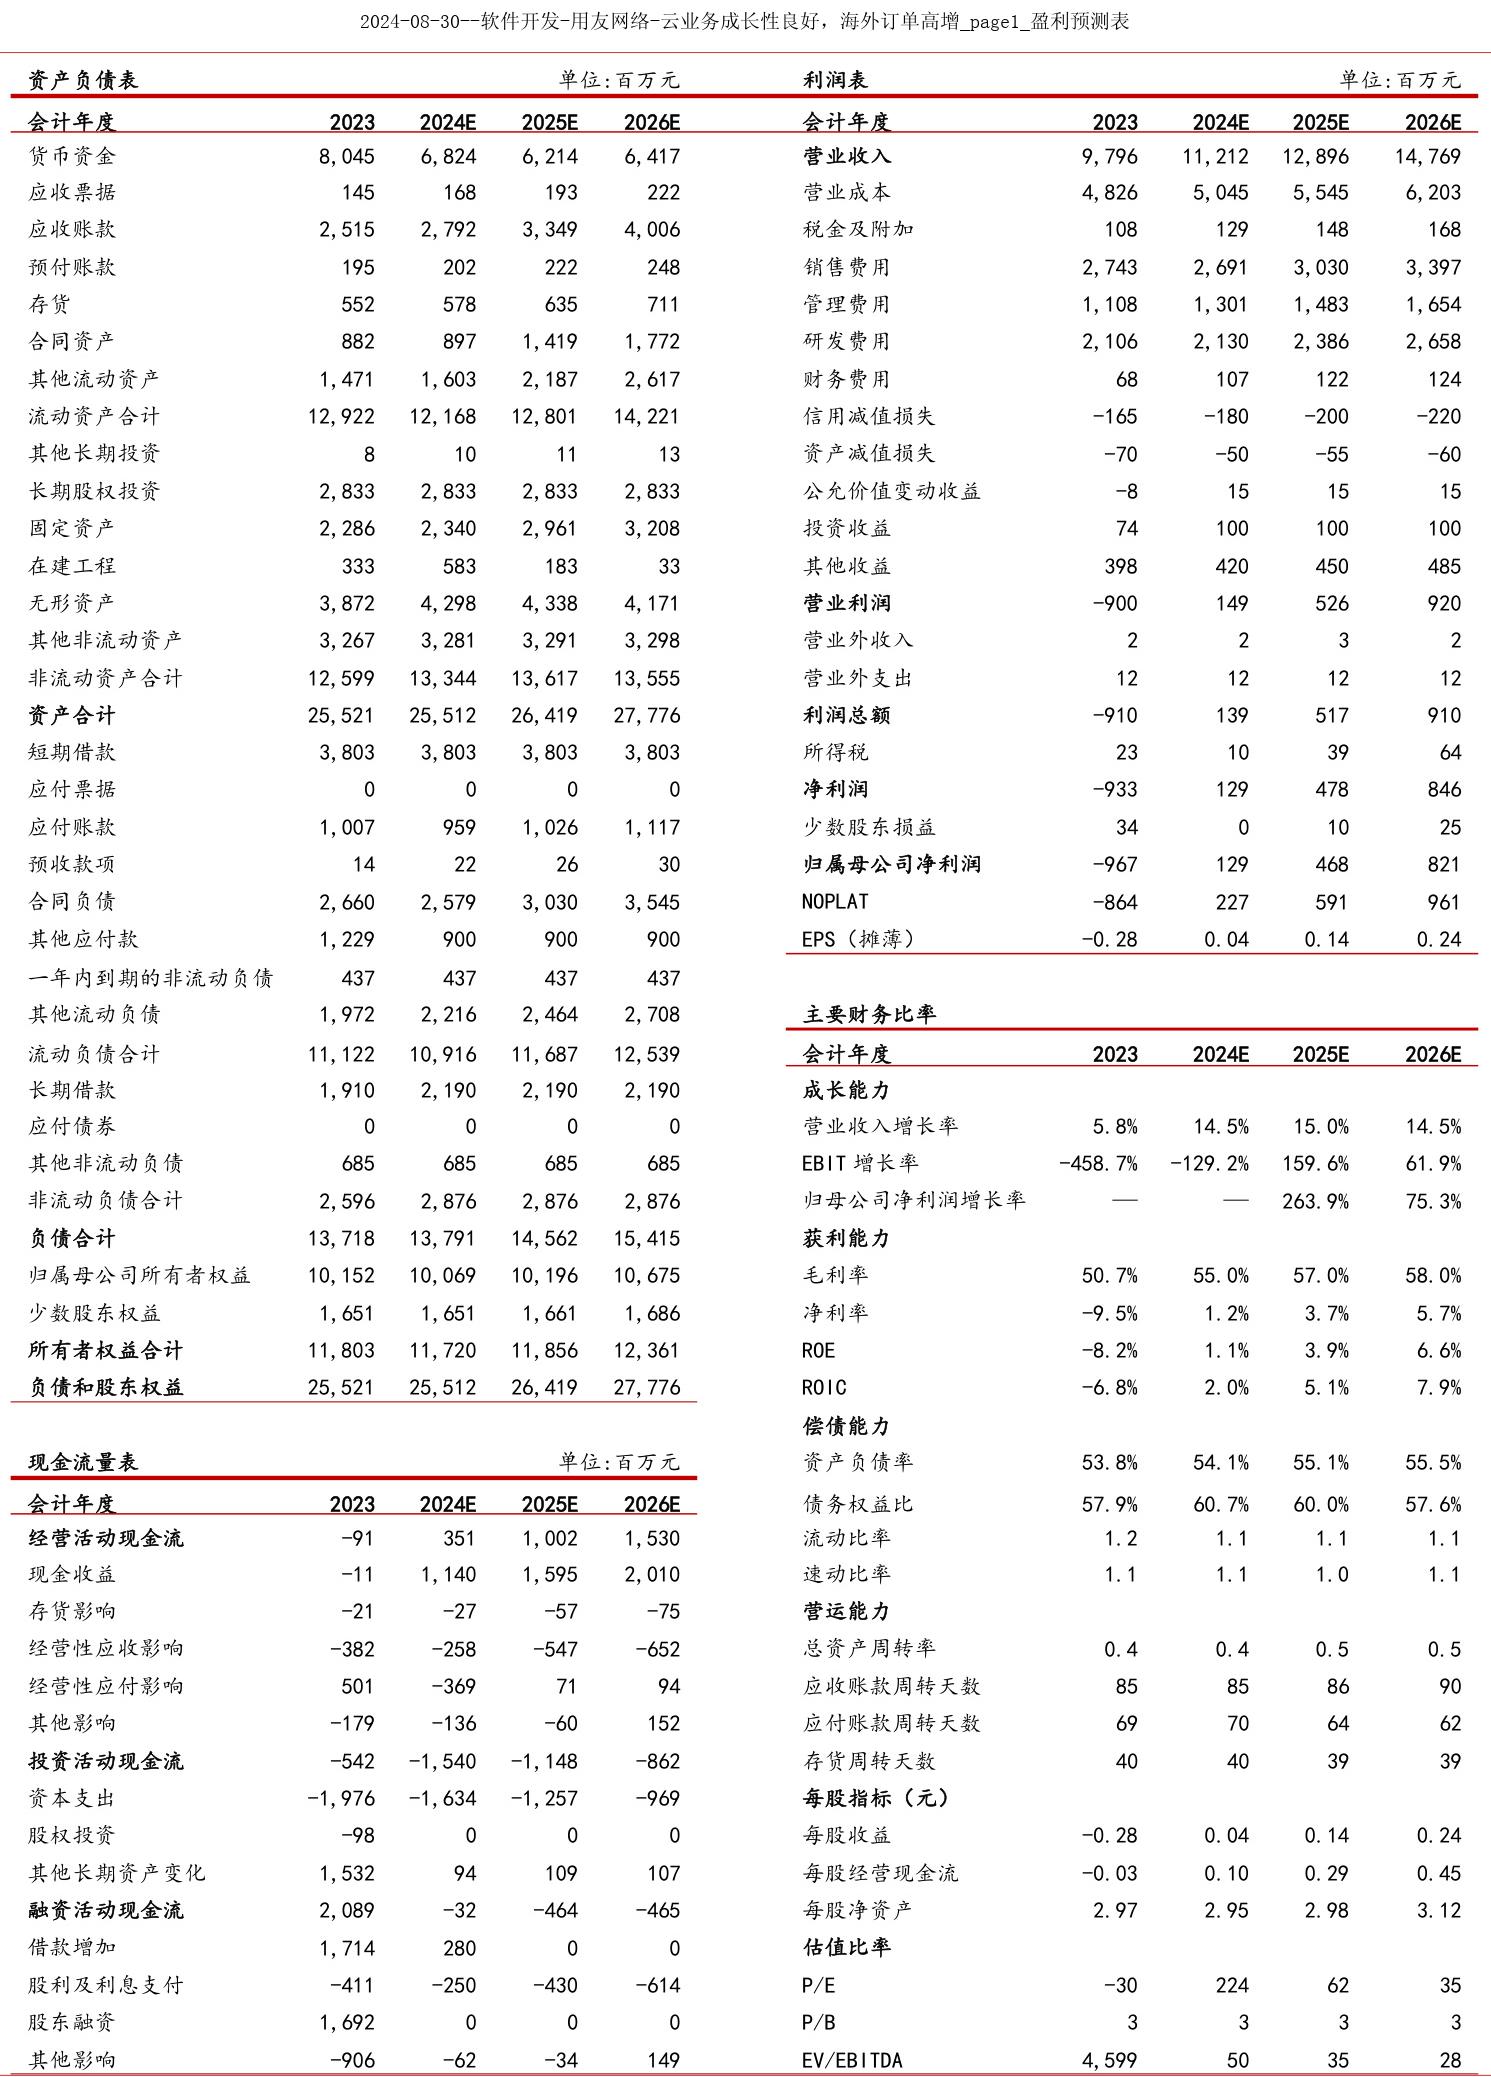 2024-08-30--软件开发-用友网络-云业务成长性良好，海外订单高增_page1_盈利预测表
资产负债表 单位:百万元
会计年度 2023 2024E 2025E 2026E
货币资金 8,045 6,824 6,214 6,417
应收票据 145 168 193 222
应收账款 2,515 2,792 3,349 4,006
预付账款 195 202 222 248
存货 552 578 635 711
合同资产 882 897 1,419 1,772
其他流动资产 1,471 1,603 2,187 2,617
流动资产合计 12,922 12,168 12,801 14,221
其他长期投资 8 10 11 13
长期股权投资 2,833 2,833 2,833 2,833
固定资产 2,286 2,340 2,961 3,208
在建工程 333 583 183 33
无形资产 3,872 4,298 4,338 4,171
其他非流动资产 3,267 3,281 3,291 3,298
非流动资产合计 12,599 13,344 13,617 13,555
资产合计 25,521 25,512 26,419 27,776
短期借款 3,803 3,803 3,803 3,803
应付票据 0 0 0 0
应付账款 1,007 959 1,026 1,117
预收款项 14 22 26 30
合同负债 2,660 2,579 3,030 3,545
其他应付款 1,229 900 900 900
一年内到期的非流动负债 437 437 437 437
其他流动负债 1,972 2,216 2,464 2,708
流动负债合计 11,122 10,916 11,687 12,539
长期借款 1,910 2,190 2,190 2,190
应付债券 0 0 0 0
其他非流动负债 685 685 685 685
非流动负债合计 2,596 2,876 2,876 2,876
负债合计 13,718 13,791 14,562 15,415
归属母公司所有者权益 10,152 10,069 10,196 10,675
少数股东权益 1,651 1,651 1,661 1,686
所有者权益合计 11,803 11,720 11,856 12,361
负债和股东权益 25,521 25,512 26,419 27,776
现金流量表 单位:百万元
会计年度 2023 2024E 2025E 2026E
经营活动现金流 -91 351 1,002 1,530
现金收益 -11 1,140 1,595 2,010
存货影响 -21 -27 -57 -75
经营性应收影响 -382 -258 -547 -652
经营性应付影响 501 -369 71 94
其他影响 -179 -136 -60 152
投资活动现金流 -542 -1,540 -1,148 -862
资本支出 -1,976 -1,634 -1,257 -969
股权投资 -98 0 0 0
其他长期资产变化 1,532 94 109 107
融资活动现金流 2,089 -32 -464 -465
借款增加 1,714 280 0 0
股利及利息支付 -411 -250 -430 -614
股东融资 1,692 0 0 0
其他影响 -906 -62 -34 149
利润表 单位:百万元
会计年度 2023 2024E 2025E 2026E
营业收入 9,796 11,212 12,896 14,769
营业成本 4,826 5,045 5,545 6,203
税金及附加 108 129 148 168
销售费用 2,743 2,691 3,030 3,397
管理费用 1,108 1,301 1,483 1,654
研发费用 2,106 2,130 2,386 2,658
财务费用 68 107 122 124
信用减值损失 -165 -180 -200 -220
资产减值损失 -70 -50 -55 -60
公允价值变动收益 -8 15 15 15
投资收益 74 100 100 100
其他收益 398 420 450 485
营业利润 -900 149 526 920
营业外收入 2 2 3 2
营业外支出 12 12 12 12
利润总额 -910 139 517 910
所得税 23 10 39 64
净利润 -933 129 478 846
少数股东损益 34 0 10 25
归属母公司净利润 -967 129 468 821
NOPLAT -864 227 591 961
EPS（摊薄） -0.28 0.04 0.14 0.24
主要财务比率
会计年度 2023 2024E 2025E 2026E
成长能力
营业收入增长率 5.8% 14.5% 15.0% 14.5%
EBIT增长率 -458.7% -129.2% 159.6% 61.9%
归母公司净利润增长率 — — 263.9% 75.3%
获利能力
毛利率 50.7% 55.0% 57.0% 58.0%
净利率 -9.5% 1.2% 3.7% 5.7%
ROE -8.2% 1.1% 3.9% 6.6%
ROIC -6.8% 2.0% 5.1% 7.9%
偿债能力
资产负债率 53.8% 54.1% 55.1% 55.5%
债务权益比 57.9% 60.7% 60.0% 57.6%
流动比率 1.2 1.1 1.1 1.1
速动比率 1.1 1.1 1.0 1.1
营运能力
总资产周转率 0.4 0.4 0.5 0.5
应收账款周转天数 85 85 86 90
应付账款周转天数 69 70 64 62
存货周转天数 40 40 39 39
每股指标（元）
每股收益 -0.28 0.04 0.14 0.24
每股经营现金流 -0.03 0.10 0.29 0.45
每股净资产 2.97 2.95 2.98 3.12
估值比率
P/E -30 224 62 35
P/B 3 3 3 3
EV/EBITDA 4,599 50 35 28